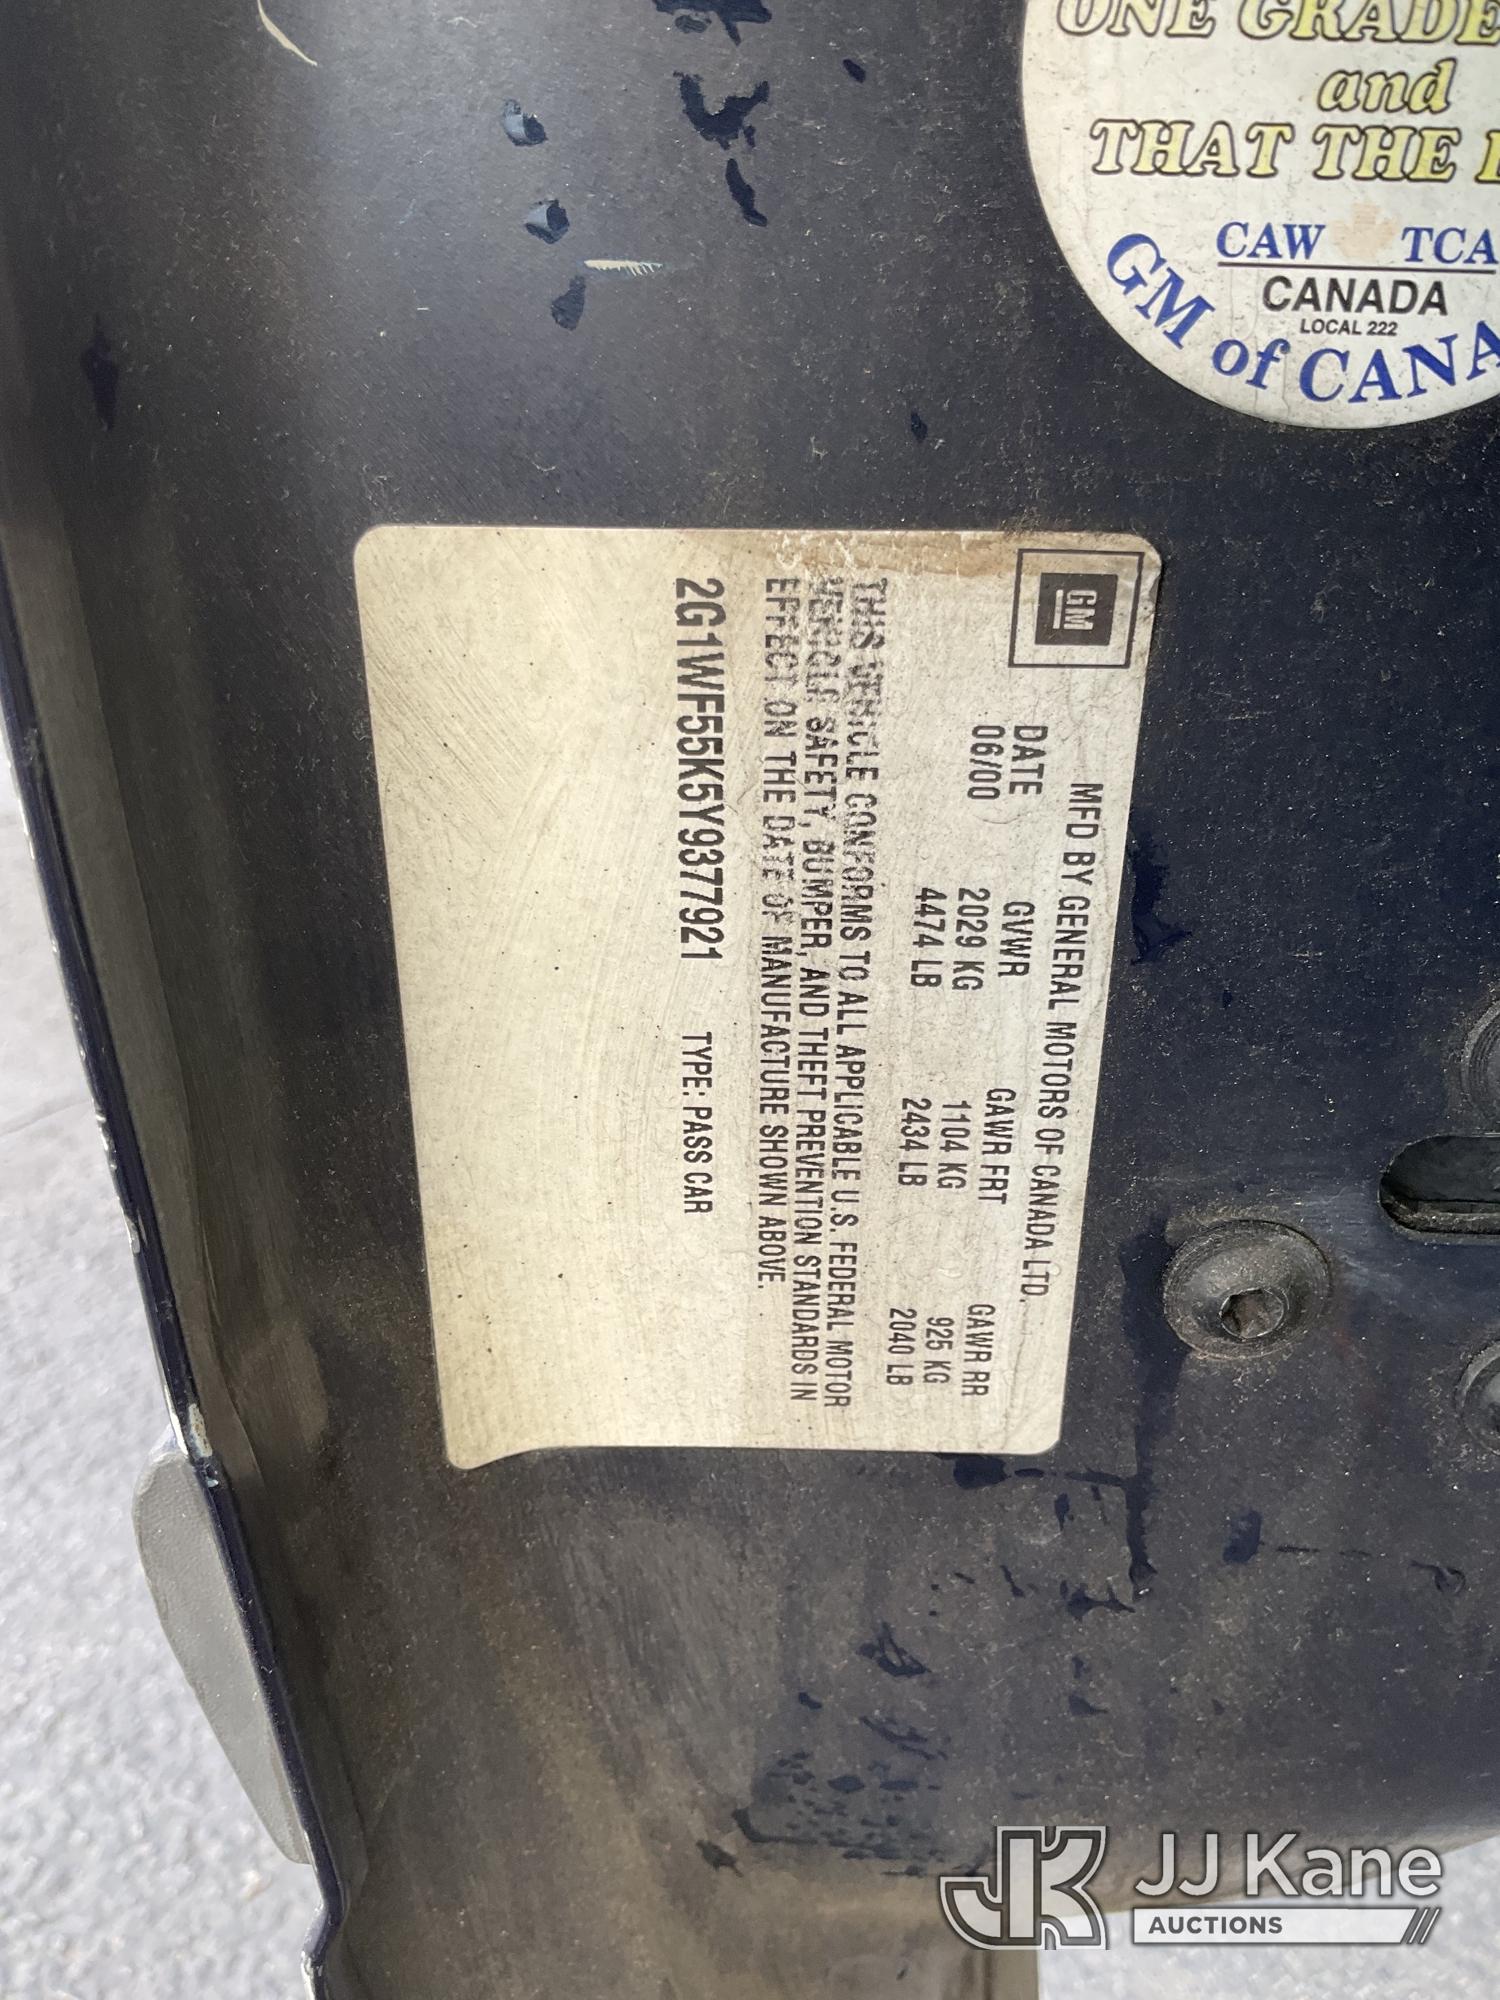 ONE GRADE
and
THAT THE
CAW TCA
CANADA
LOCAL 222
GM of CANA
GM
MFD BY GENERAL MOTORS OF CANADA LTD.
DATE GVWR GAWR FRT GAWR RR
06/00 2029 KG 1104 KG 925 KG
4474 LB 2434 LB 2040 LB
THIS VEHICLE CONFORMS TO ALL APPLICABLE U.S. FEDERAL MOTOR
VEHICLE SAFETY, BUMPER, AND THEFT PREVENTION STANDARDS IN
EFFECT ON THE DATE OF MANUFACTURE SHOWN ABOVE.
2G1WF55K5Y9377921 TYPE: PASS CAR
JK JJ Kane
AUCTIONS